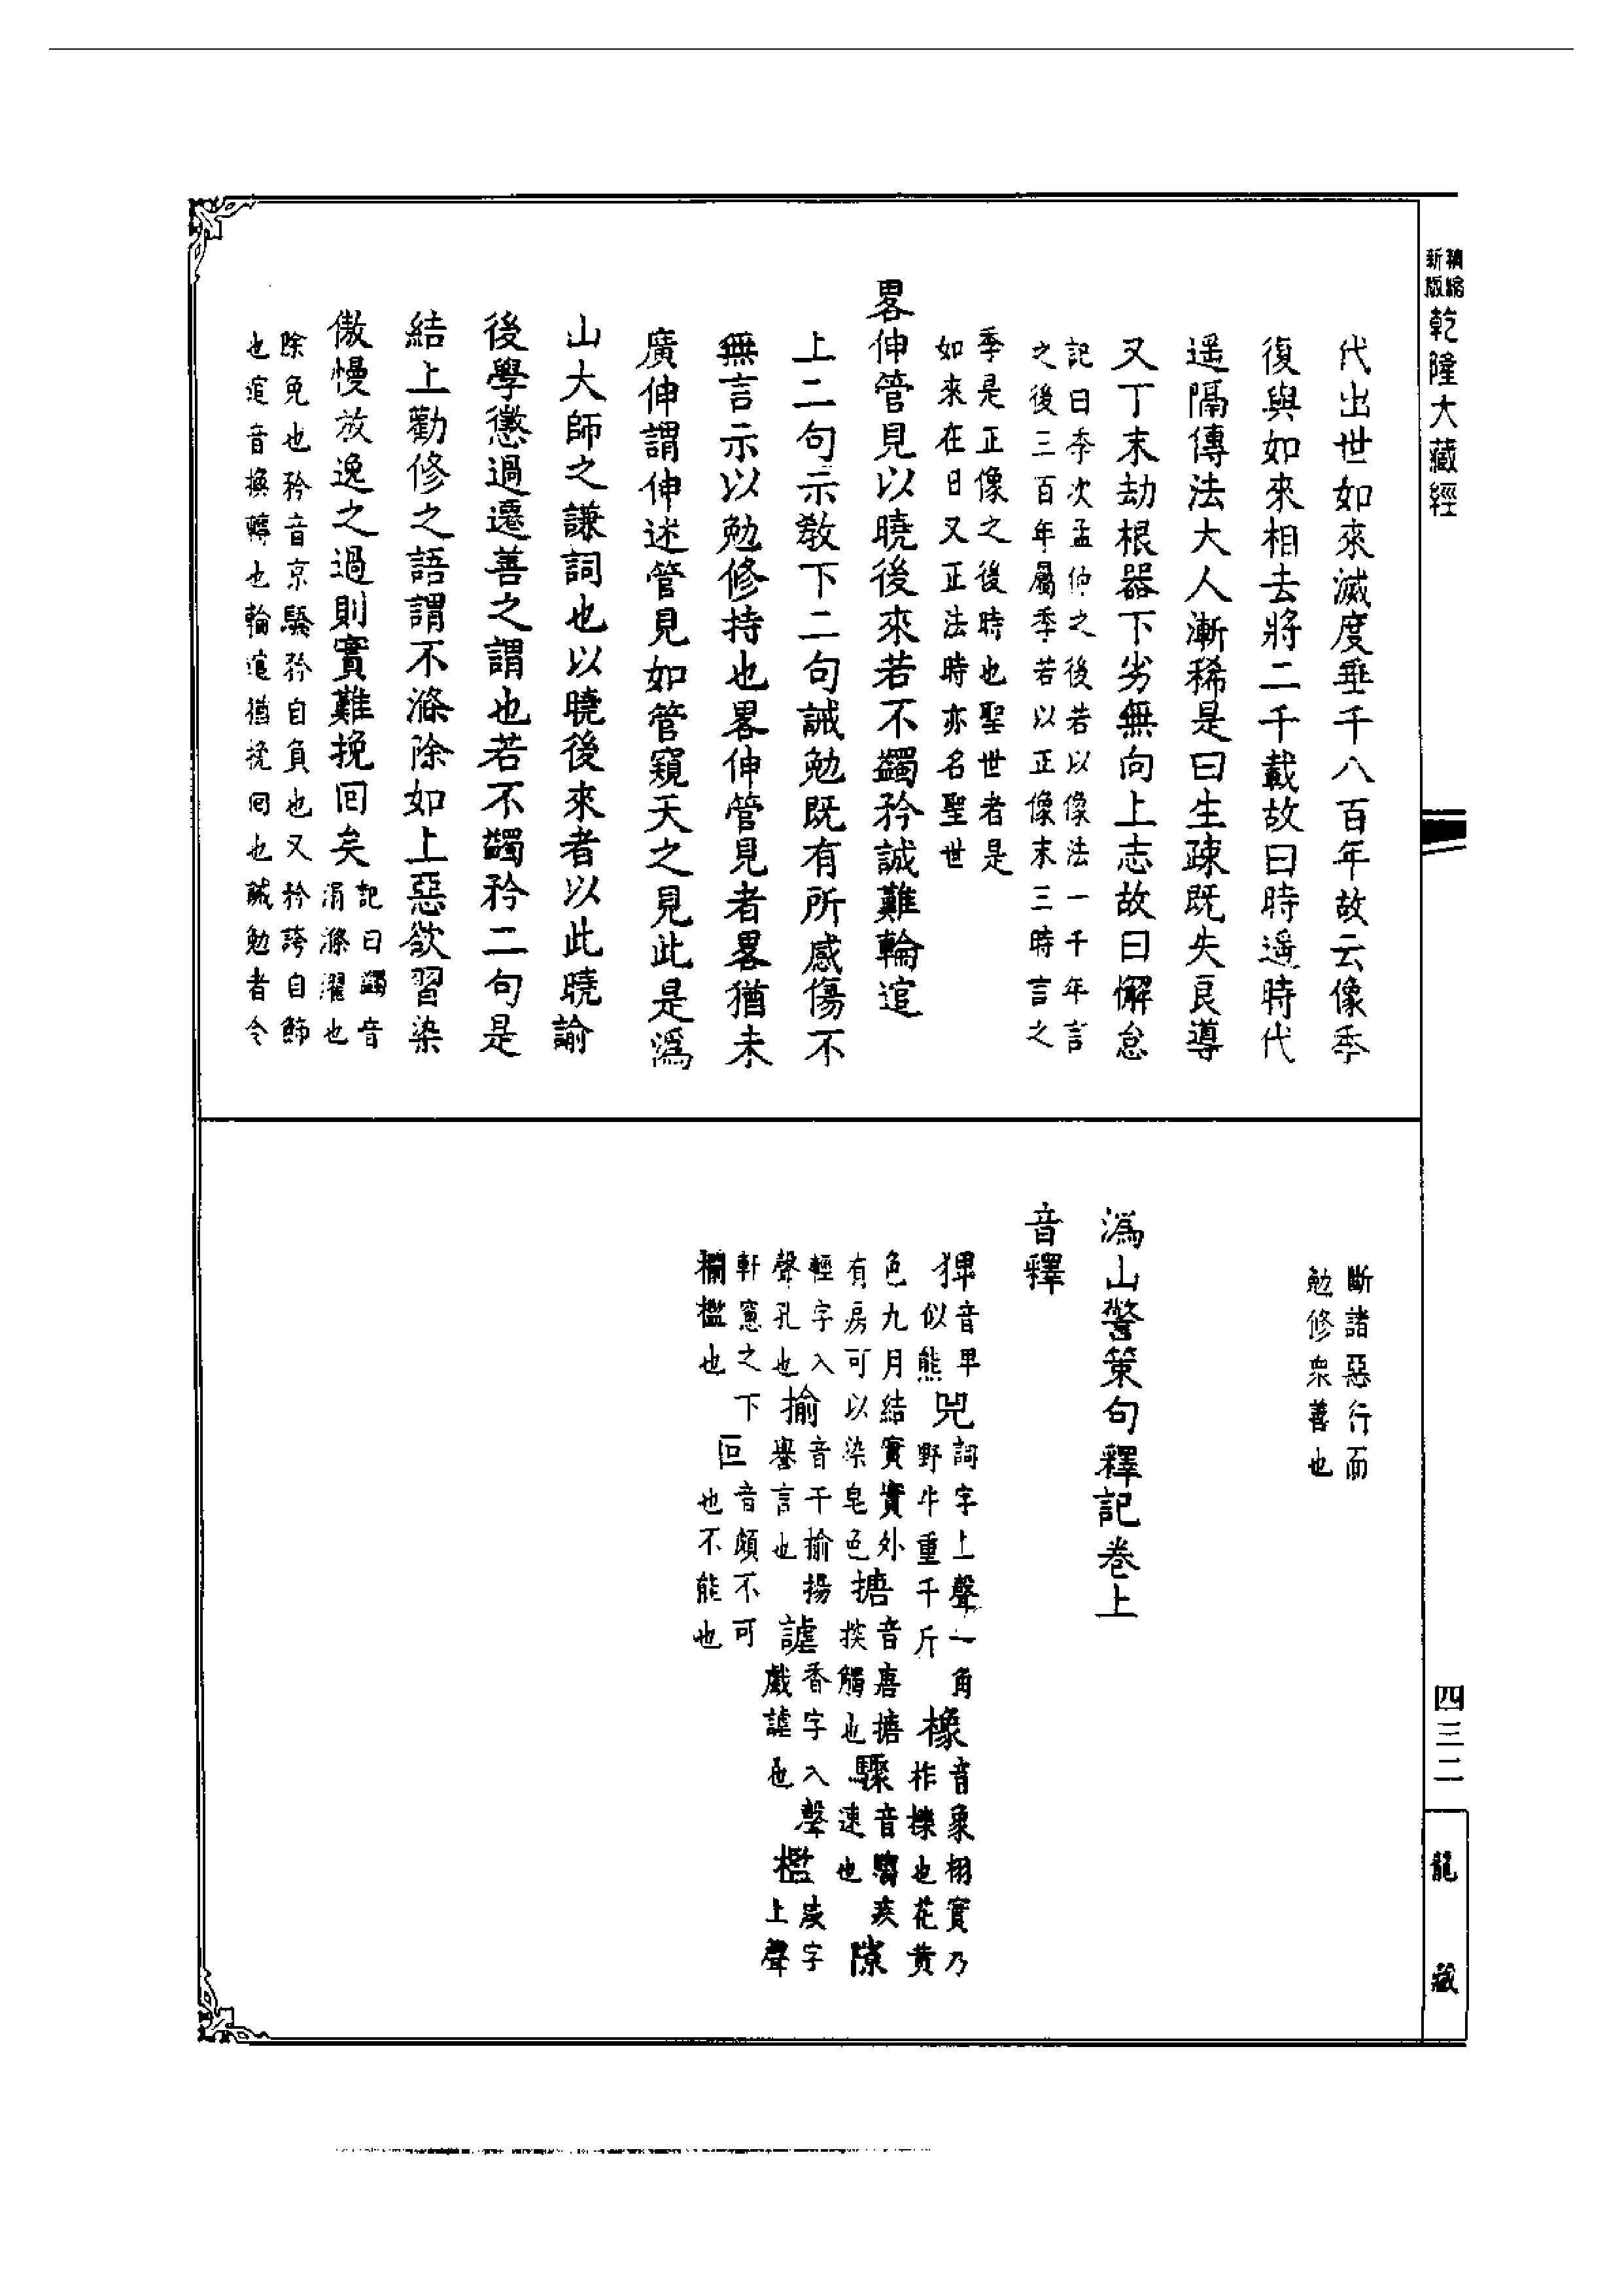 精縮
新版
乾隆大藏經
代出世如來滅度垂千八百年故云像季
復與如來相去將二千載故曰時遥時代
遥隔傳法大人漸稀是曰生疎既失良導
又丁末劫根器下劣無向上志故曰懈怠
記曰季次孟仲之後若以像法一千年言
之後三百年屬季若以正像末三時言之
季是正像之後後時也聖世者是
如來在日又正法時亦名聖世
畧伸管見以曉後來若不蠲矜誠難輪逭
上二句示教下二句誡勉既有所感傷不
無言示以勉修持也畧伸管見者畧猶未
廣伸謂伸述管見如管窺天之見此是溈
山大師之謙詞也以曉後來者以此曉諭
後學懲過遷善之謂也若不蠲矜二句是
結上勸修之語謂不滌除如上惡欲習染
傲慢放逸之過則實難挽回矣記曰蠲音
涓滌濯也
除免也矜音京驕矜自負也又矜誇自飾
也逭音換轉也輪逭猶挽回也誡勉者令
斷諸惡行而
勉修衆善也
溈山警策句釋記卷上
音釋
猂音旱
似熊
兕詞字上聲一角
野牛重千斤
橡音象栩實乃
柞櫟也花黄
色九月結實實外
有房可以染皂色
搪音唐搪
揬觸也
驟音驟疾
速也
隙
輕字入
聲孔也
揄音于揄揚
譽言也
謔香字入聲
戲謔也
檻咸字
上聲
軒窻之下
欄檻也
叵音頗不可
也不能也
四三二
龍藏